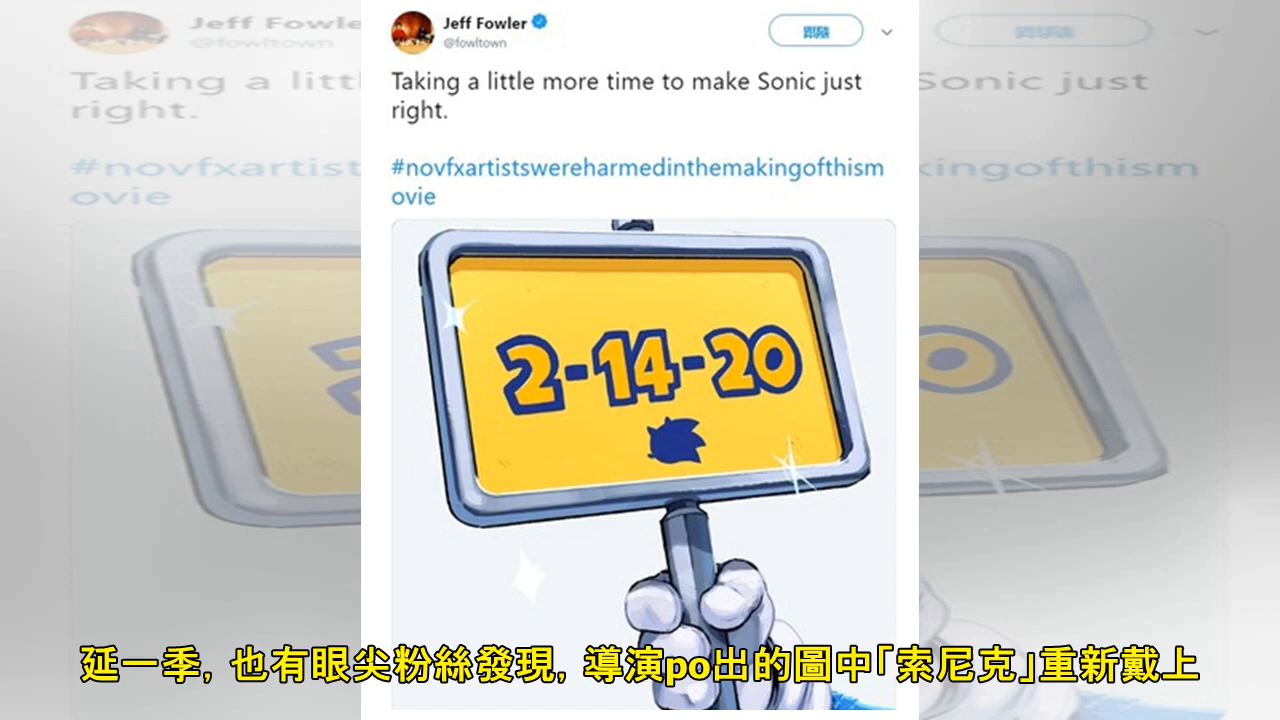 Jeff Fowler
@fowltown
跟隨
Taking a little more time to make Sonic just
right.
#novfxartistswereharmedinthemakingofthism
ovie
2-14-20
延一季, 也有眼尖粉絲發現, 導演po出的圖中「索尼克」重新戴上